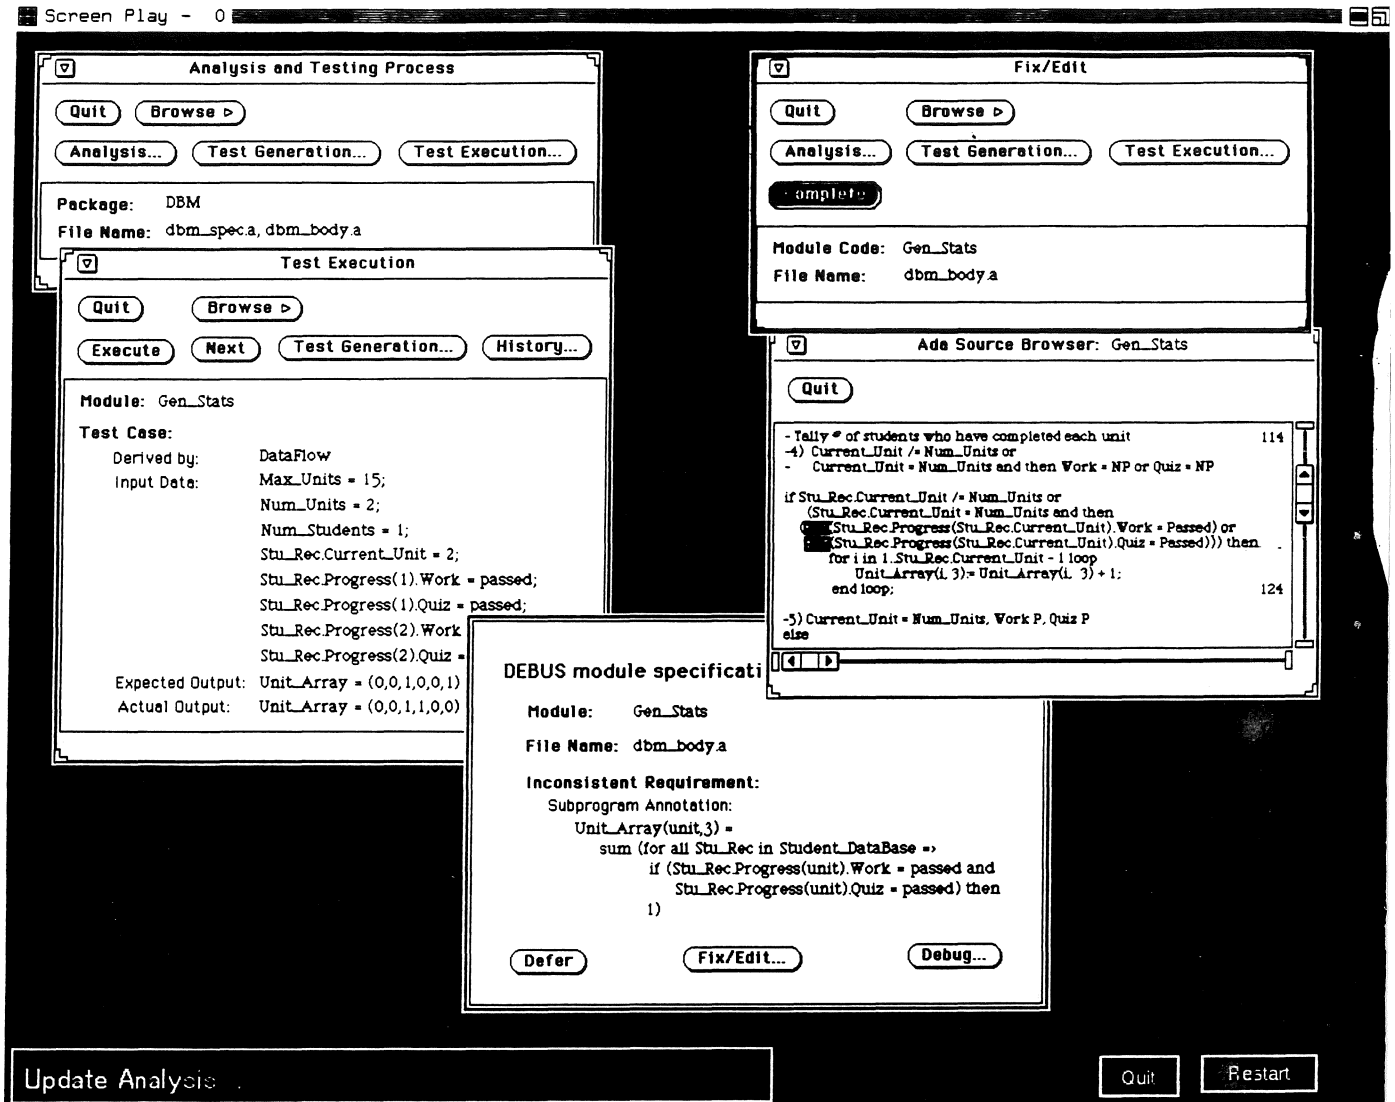 Screen Play - 0
Analysis and Testing Process
Quit Browse
Analysis... Test Generation... Test Execution...
Package: DBM
File Name: dbm_spec.a, dbm_body.a
Test Execution
Quit Browse
Execute Next Test Generation... History...
Module: Gen_Stats
Test Case:
Derived by: DataFlow
Input Data: Max_Units = 15;
Num_Units = 2;
Num_Students = 1;
Stu_Rec.Current_Unit = 2;
Stu_Rec.Progress(1).Work = passed;
Stu_Rec.Progress(1).Quiz = passed;
Stu_Rec.Progress(2).Work
Stu_Rec.Progress(2).Quiz =
Expected Output: Unit_Array = (0,0,1,0,0,1)
Actual Output: Unit_Array = (0,0,1,1,0,0)
Fix/Edit
Quit Browse
Analysis... Test Generation... Test Execution...
Module Code: Gen_Stats
File Name: dbm_body.a
Ada Source Browser: Gen_Stats
Quit
- Tally # of students who have completed each unit 114
-4) Current_Unit /= Num_Units or
- Current_Unit = Num_Units and then Work = NP or Quiz = NP
if Stu_Rec.Current_Unit /= Num_Units or
(Stu_Rec.Current_Unit = Num_Units and then
(Stu_Rec.Progress(Stu_Rec.Current_Unit).Work = Passed) or
(Stu_Rec.Progress(Stu_Rec.Current_Unit).Quiz = Passed))) then
for i in 1..Stu_Rec.Current_Unit - 1 loop
Unit_Array(i, 3):= Unit_Array(i, 3) + 1;
end loop; 124
-5) Current_Unit = Num_Units, Work P, Quiz P
else
DEBUS module specificati
Module: Gen_Stats
File Name: dbm_body.a
Inconsistent Requirement:
Subprogram Annotation:
Unit_Array(unit,3) =
sum (for all Stu_Rec in Student_DataBase =>
if (Stu_Rec.Progress(unit).Work = passed and
Stu_Rec.Progress(unit).Quiz = passed) then
1)
Defer Fix/Edit... Debug...
Update Analysis
Quit Restart